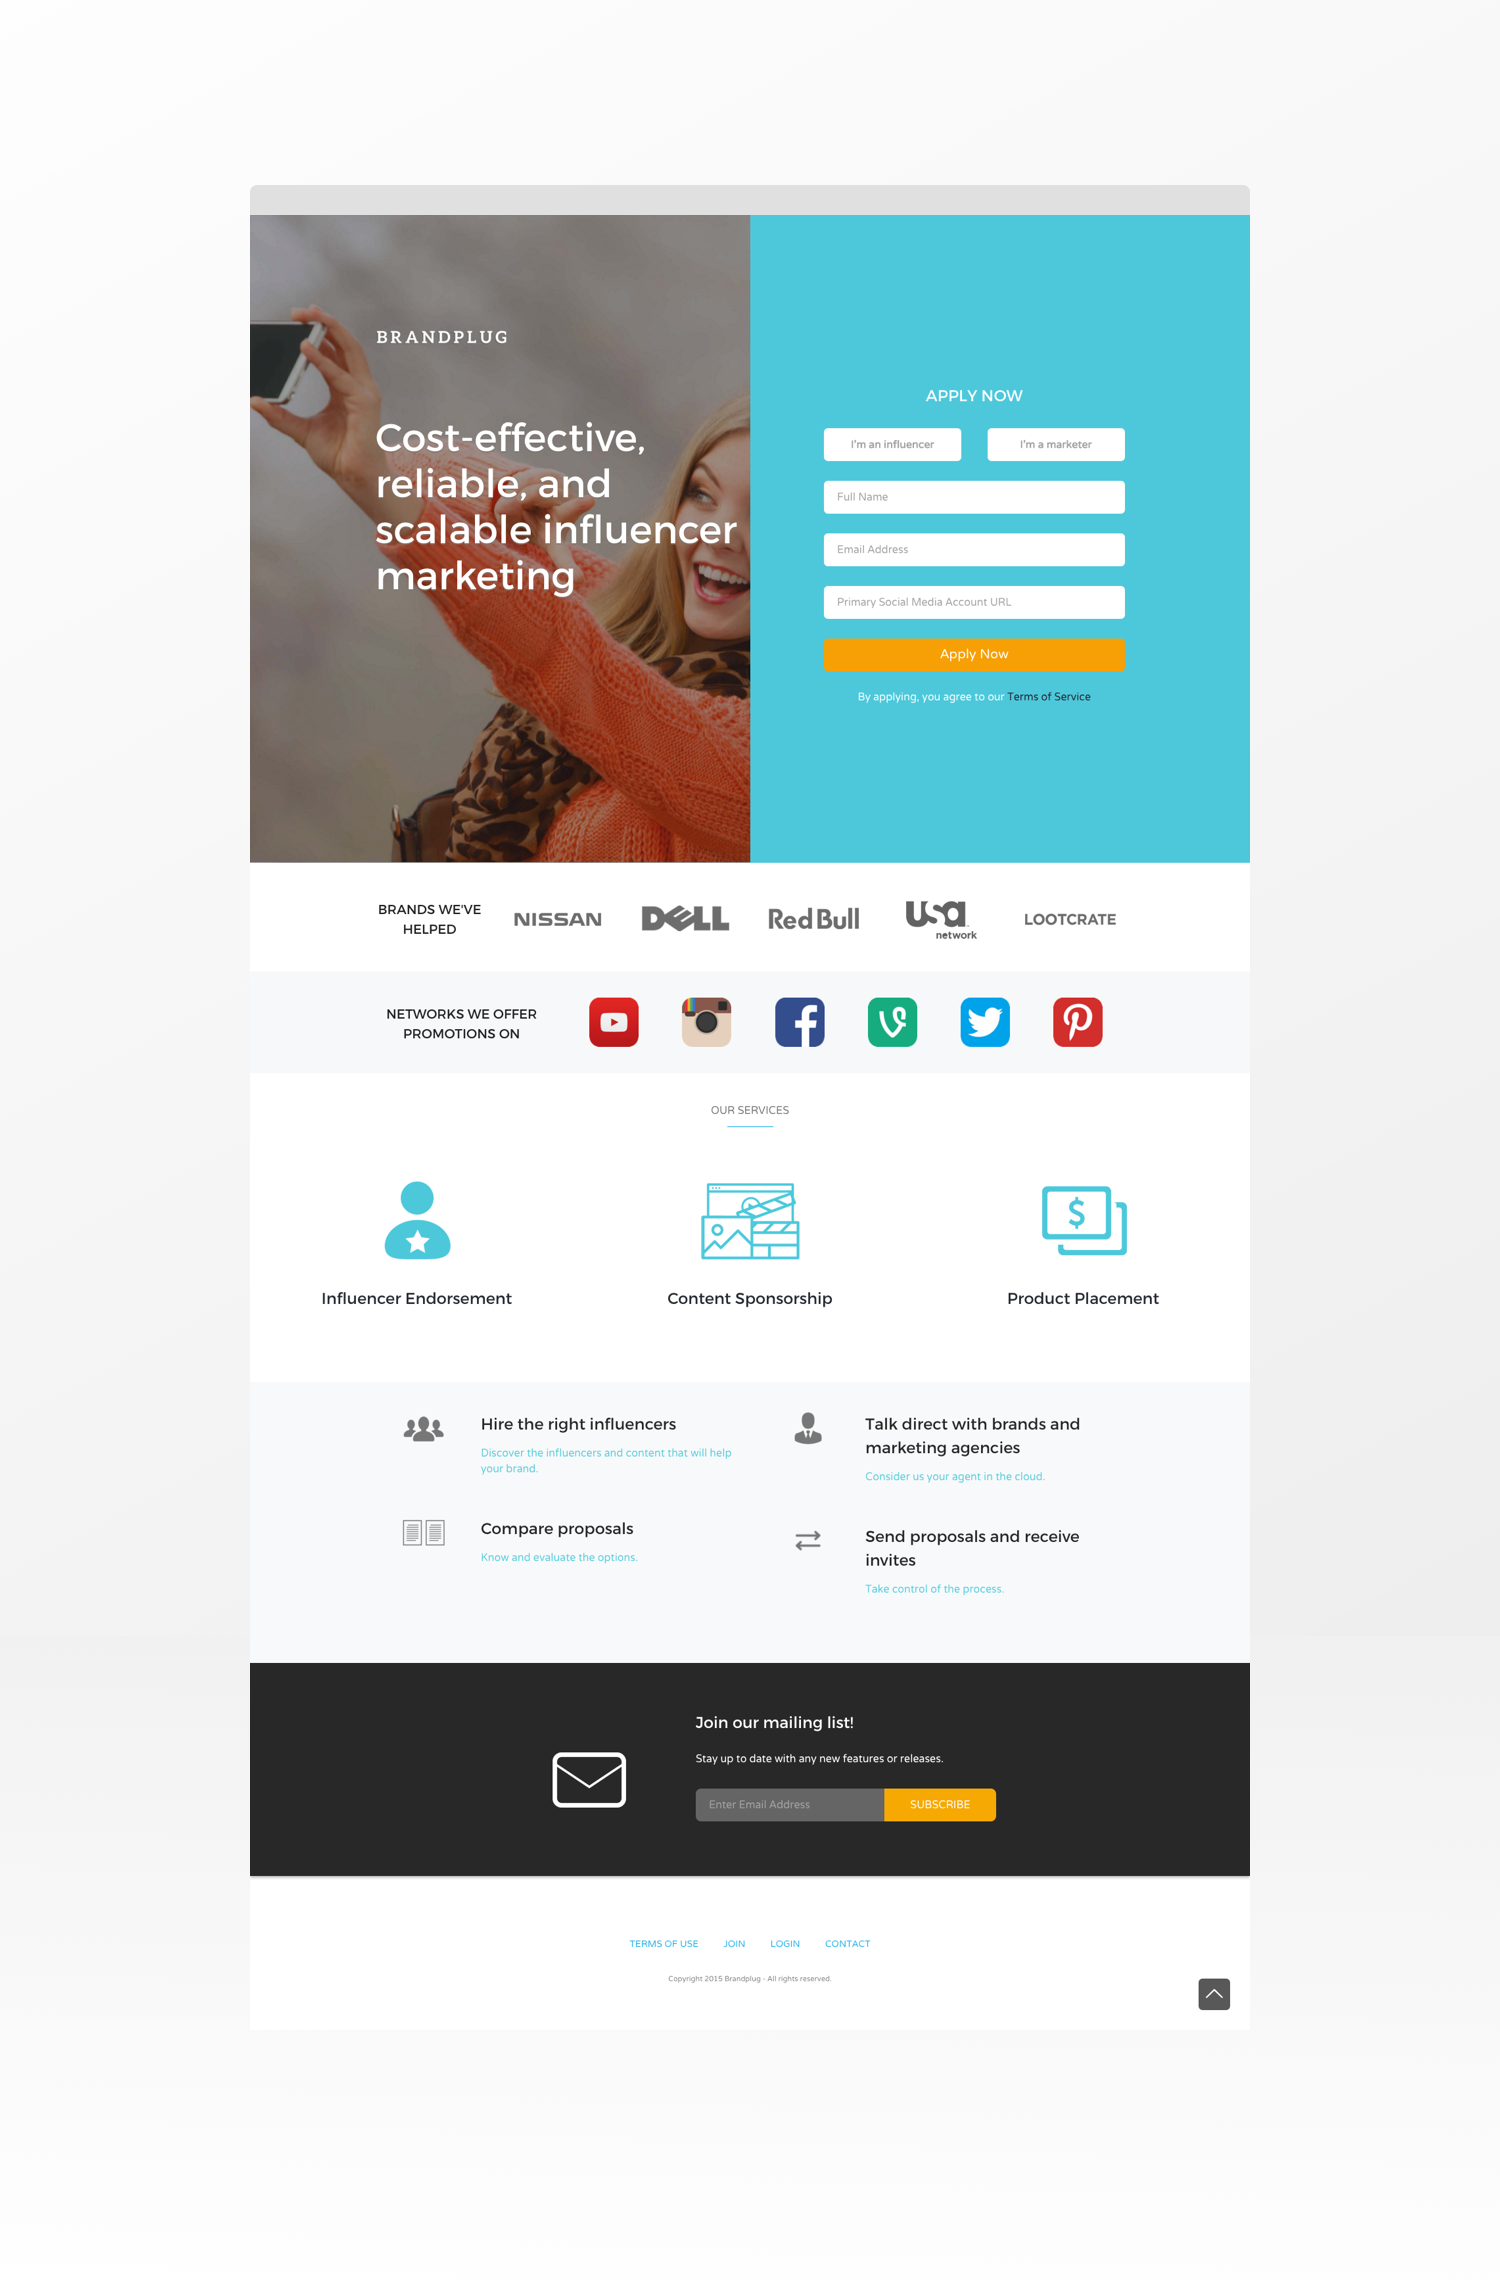 BRANDPLUG
Cost-effective,
reliable, and
scalable influencer
marketing
APPLY NOW
I'm an influencer
I'm a marketer
Full Name
Email Address
Primary Social Media Account URL
Apply Now
By applying, you agree to our Terms of Service
BRANDS WE'VE
HELPED
NISSAN
DELL
Red Bull
usa
network
LOOTCRATE
NETWORKS WE OFFER
PROMOTIONS ON
OUR SERVICES
Influencer Endorsement
Content Sponsorship
Product Placement
Hire the right influencers
Discover the influencers and content that will help
your brand.
Talk direct with brands and
marketing agencies
Consider us your agent in the cloud.
Compare proposals
Know and evaluate the options.
Send proposals and receive
invites
Take control of the process.
Join our mailing list!
Stay up to date with any new features or releases.
Enter Email Address
SUBSCRIBE
TERMS OF USE JOIN LOGIN CONTACT
Copyright 2015 Brandplug - All rights reserved.